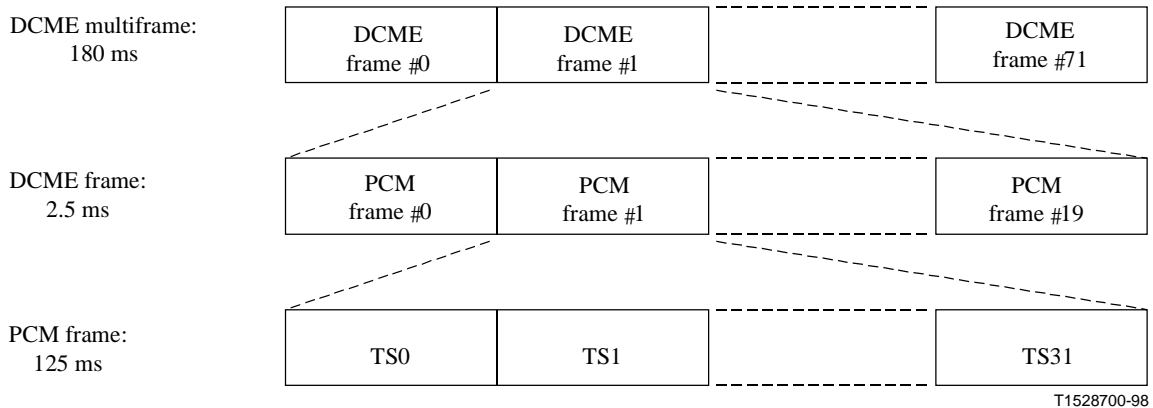 DCME multiframe:
180 ms
DCME
frame #0
DCME
frame #1
DCME
frame #71
DCME frame:
2.5 ms
PCM
frame #0
PCM
frame #1
PCM
frame #19
PCM frame:
125 ms
TS0
TS1
TS31
T1528700-98